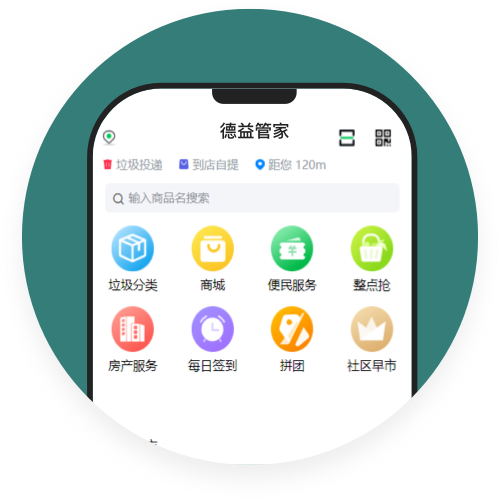 德益管家
垃圾投递 到店自提 距您 120m
输入商品名搜索
垃圾分类 商城 便民服务 整点抢
房产服务 每日签到 拼团 社区早市